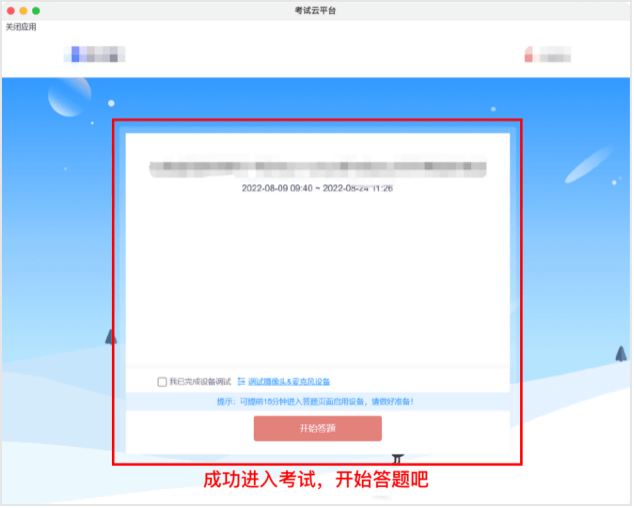 考试云平台
关闭应用
2022-08-09 09:40 ~ 2022-08-24 11:26
我已完成设备调试 调试摄像头&麦克风设备
提示：可提前15分钟进入答题页面启用设备，请做好准备！
开始答题
成功进入考试，开始答题吧